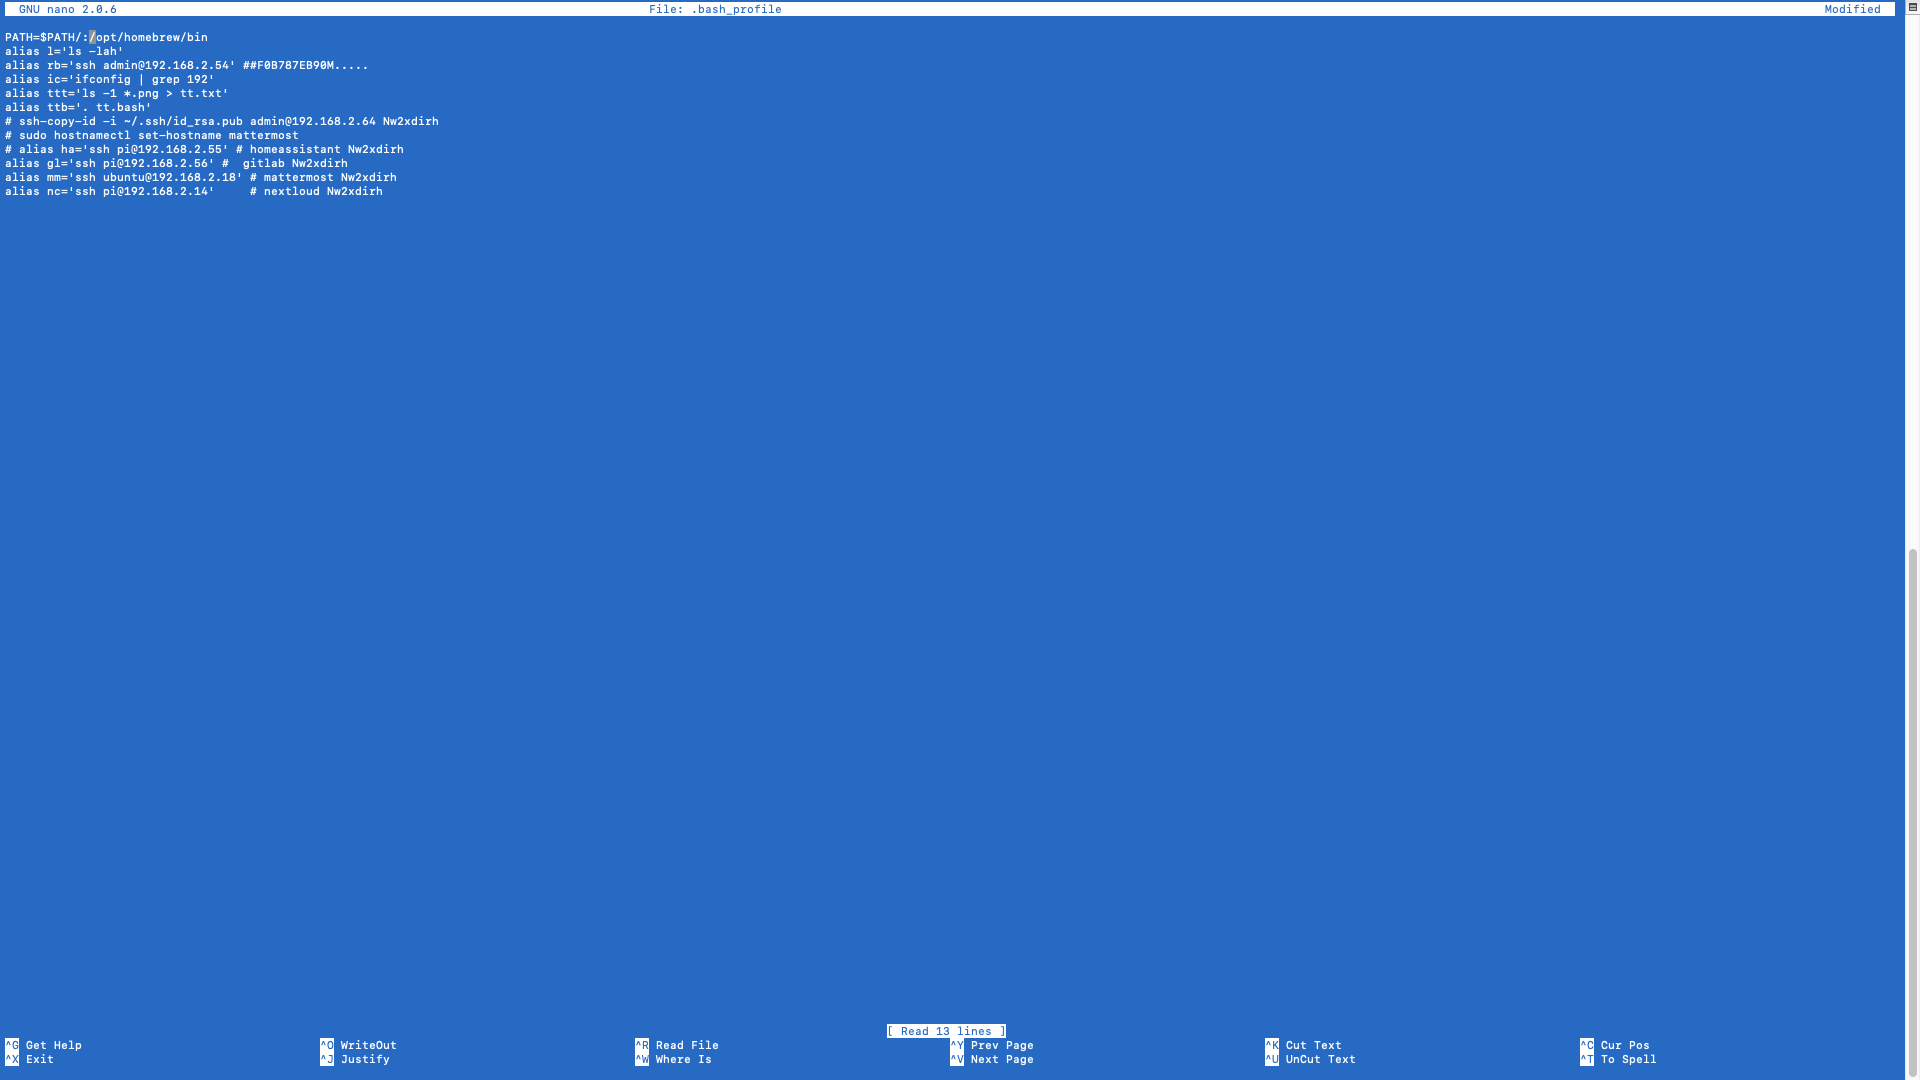 GNU nano 2.0.6 File: .bash_profile Modified
PATH=$PATH/:/opt/homebrew/bin
alias l='ls -lah'
alias rb='ssh admin@192.168.2.54' ##F0B787EB90M.....
alias ic='ifconfig | grep 192'
alias ttt='ls -1 *.png > tt.txt'
alias ttb='. tt.bash'
# ssh-copy-id -i ~/.ssh/id_rsa.pub admin@192.168.2.64 Nw2xdirh
# sudo hostnamectl set-hostname mattermost
# alias ha='ssh pi@192.168.2.55' # homeassistant Nw2xdirh
alias gl='ssh pi@192.168.2.56' #  gitlab Nw2xdirh
alias mm='ssh ubuntu@192.168.2.18' # mattermost Nw2xdirh
alias nc='ssh pi@192.168.2.14'     # nextloud Nw2xdirh
[ Read 13 lines ]
^G Get Help ^O WriteOut ^R Read File ^Y Prev Page ^K Cut Text ^C Cur Pos
^X Exit ^J Justify ^W Where Is ^V Next Page ^U UnCut Text ^T To Spell